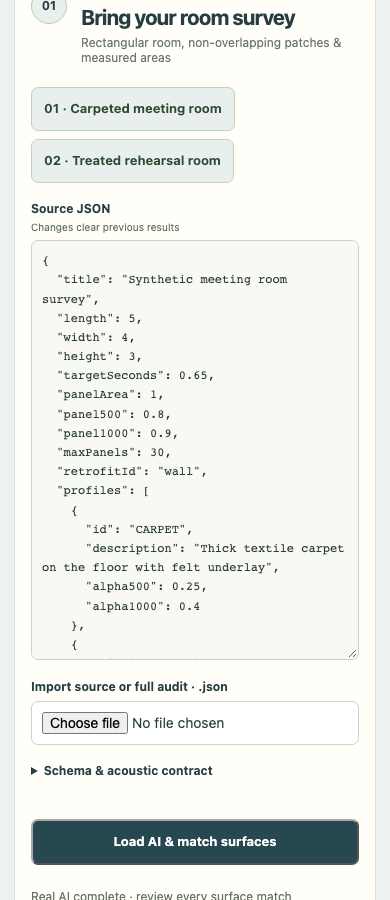 01
Bring your room survey
Rectangular room, non-overlapping patches &
measured areas
01 · Carpeted meeting room
02 · Treated rehearsal room
Source JSON
Changes clear previous results
{
"title": "Synthetic meeting room
survey",
"length": 5,
"width": 4,
"height": 3,
"targetSeconds": 0.65,
"panelArea": 1,
"panel500": 0.8,
"panel1000": 0.9,
"maxPanels": 30,
"retrofitId": "wall",
"profiles": [
{
"id": "CARPET",
"description": "Thick textile carpet
on the floor with felt underlay",
"alpha500": 0.25,
"alpha1000": 0.4
},
{
Import source or full audit · .json
Choose file No file chosen
Schema & acoustic contract
Load AI & match surfaces
Real AI complete · review every surface match